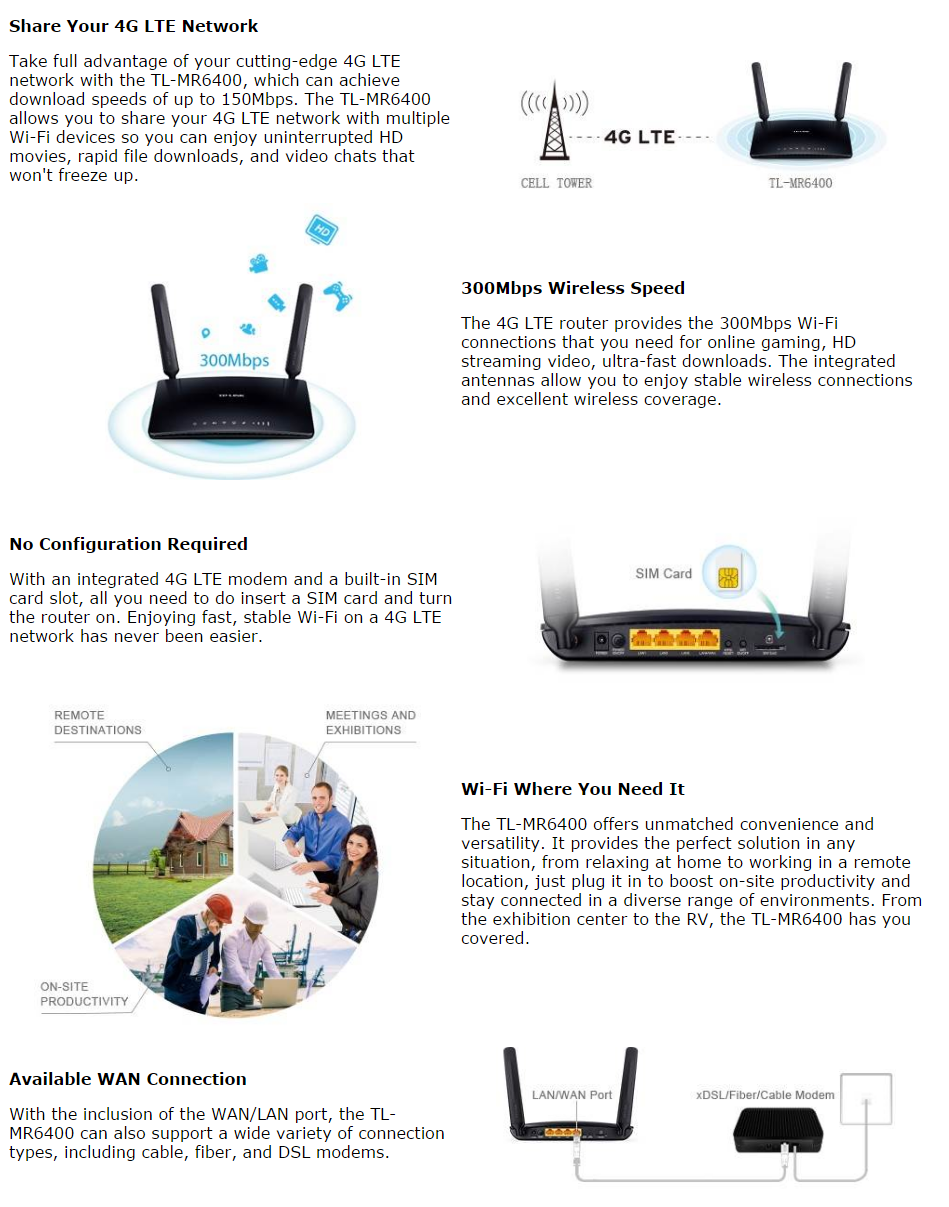 Share Your 4G LTE Network
Take full advantage of your cutting-edge 4G LTE
network with the TL-MR6400, which can achieve
download speeds of up to 150Mbps. The TL-MR6400
allows you to share your 4G LTE network with multiple
Wi-Fi devices so you can enjoy uninterrupted HD
movies, rapid file downloads, and video chats that
won't freeze up.
4G LTE
CELL TOWER
TL-MR6400
HD
300Mbps
300Mbps Wireless Speed
The 4G LTE router provides the 300Mbps Wi-Fi
connections that you need for online gaming, HD
streaming video, ultra-fast downloads. The integrated
antennas allow you to enjoy stable wireless connections
and excellent wireless coverage.
No Configuration Required
With an integrated 4G LTE modem and a built-in SIM
card slot, all you need to do insert a SIM card and turn
the router on. Enjoying fast, stable Wi-Fi on a 4G LTE
network has never been easier.
SIM Card
LAN1
LAN2
LAN3
LAN4/WAN
REMOTE
DESTINATIONS
MEETINGS AND
EXHIBITIONS
ON-SITE
PRODUCTIVITY
Wi-Fi Where You Need It
The TL-MR6400 offers unmatched convenience and
versatility. It provides the perfect solution in any
situation, from relaxing at home to working in a remote
location, just plug it in to boost on-site productivity and
stay connected in a diverse range of environments. From
the exhibition center to the RV, the TL-MR6400 has you
covered.
Available WAN Connection
With the inclusion of the WAN/LAN port, the TL-
MR6400 can also support a wide variety of connection
types, including cable, fiber, and DSL modems.
LAN/WAN Port
xDSL/Fiber/Cable Modem